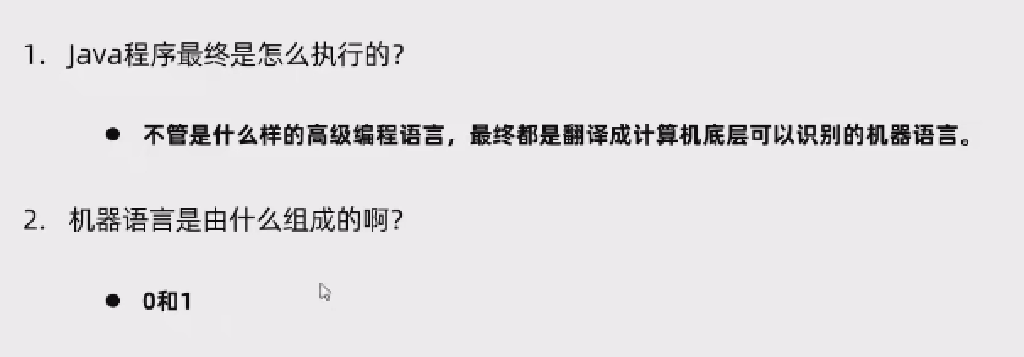 1. Java程序最终是怎么执行的?
● 不管是什么样的高级编程语言，最终都是翻译成计算机底层可以识别的机器语言。
2. 机器语言是由什么组成的啊?
● 0和1